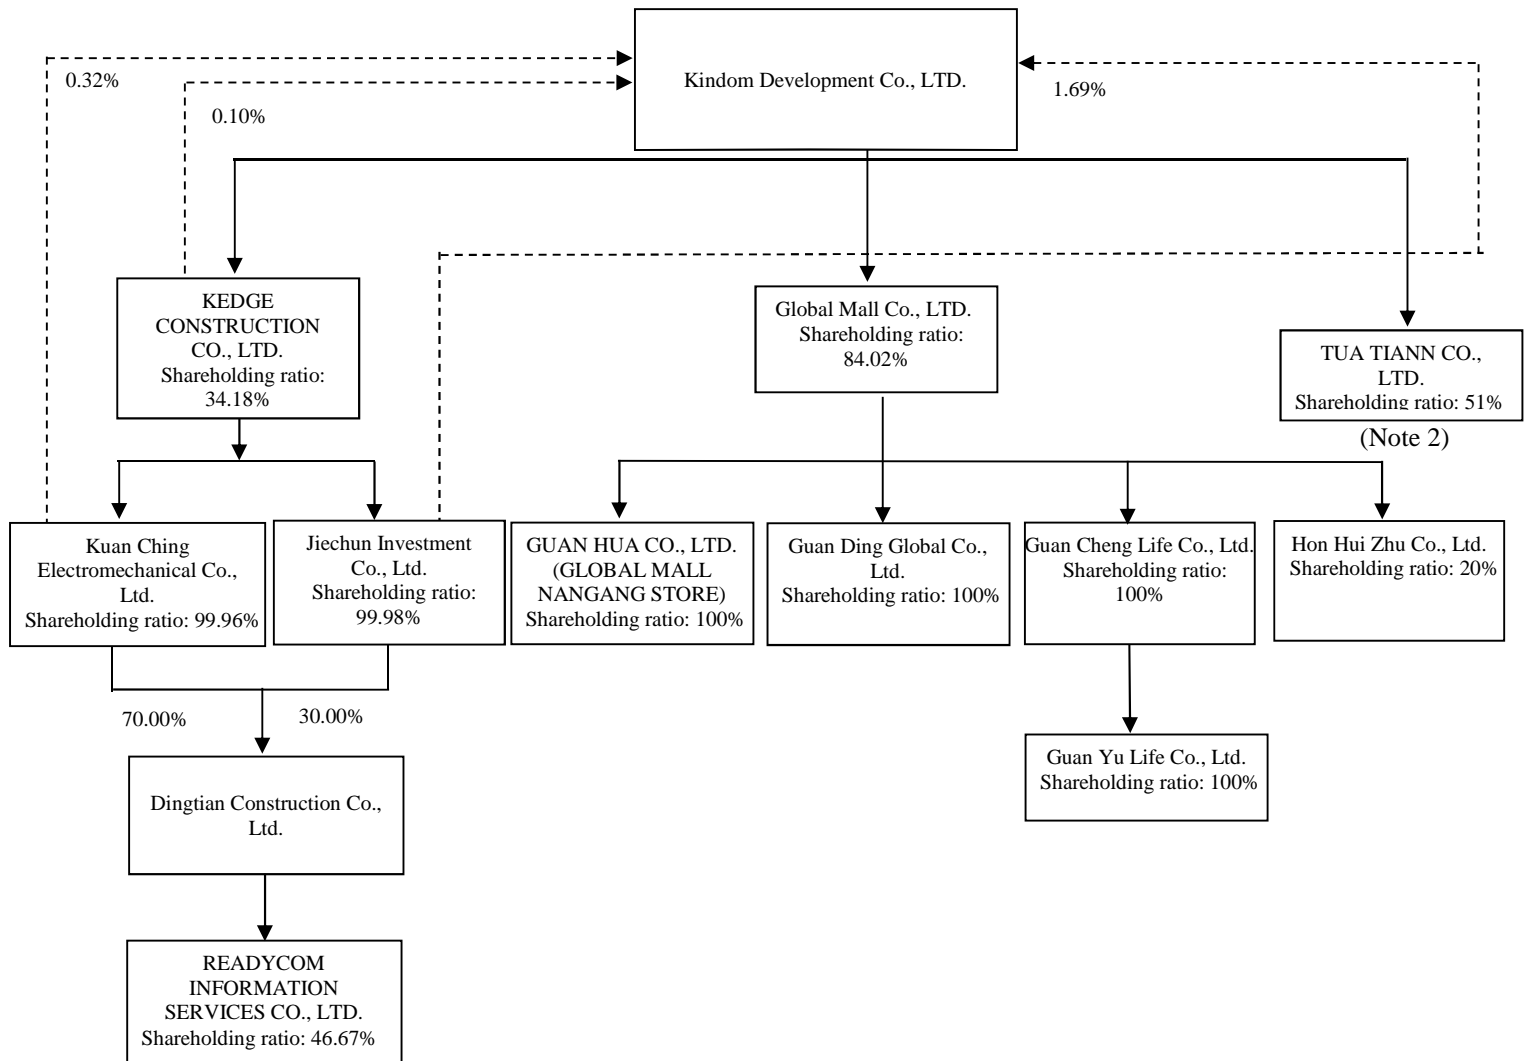 Kindom Development Co., LTD.
0.32%
0.10%
1.69%
KEDGE
CONSTRUCTION
CO., LTD.
Shareholding ratio:
34.18%
Global Mall Co., LTD.
Shareholding ratio:
84.02%
TUA TIANN CO.,
LTD.
Shareholding ratio: 51%
(Note 2)
Kuan Ching
Electromechanical Co.,
Ltd.
Shareholding ratio: 99.96%
Jiechun Investment
Co., Ltd.
Shareholding ratio:
99.98%
GUAN HUA CO., LTD.
(GLOBAL MALL
NANGANG STORE)
Shareholding ratio: 100%
Guan Ding Global Co.,
Ltd.
Shareholding ratio: 100%
Guan Cheng Life Co., Ltd.
Shareholding ratio:
100%
Hon Hui Zhu Co., Ltd.
Shareholding ratio: 20%
70.00%
30.00%
Guan Yu Life Co., Ltd.
Shareholding ratio: 100%
Dingtian Construction Co.,
Ltd.
READYCOM
INFORMATION
SERVICES CO., LTD.
Shareholding ratio: 46.67%